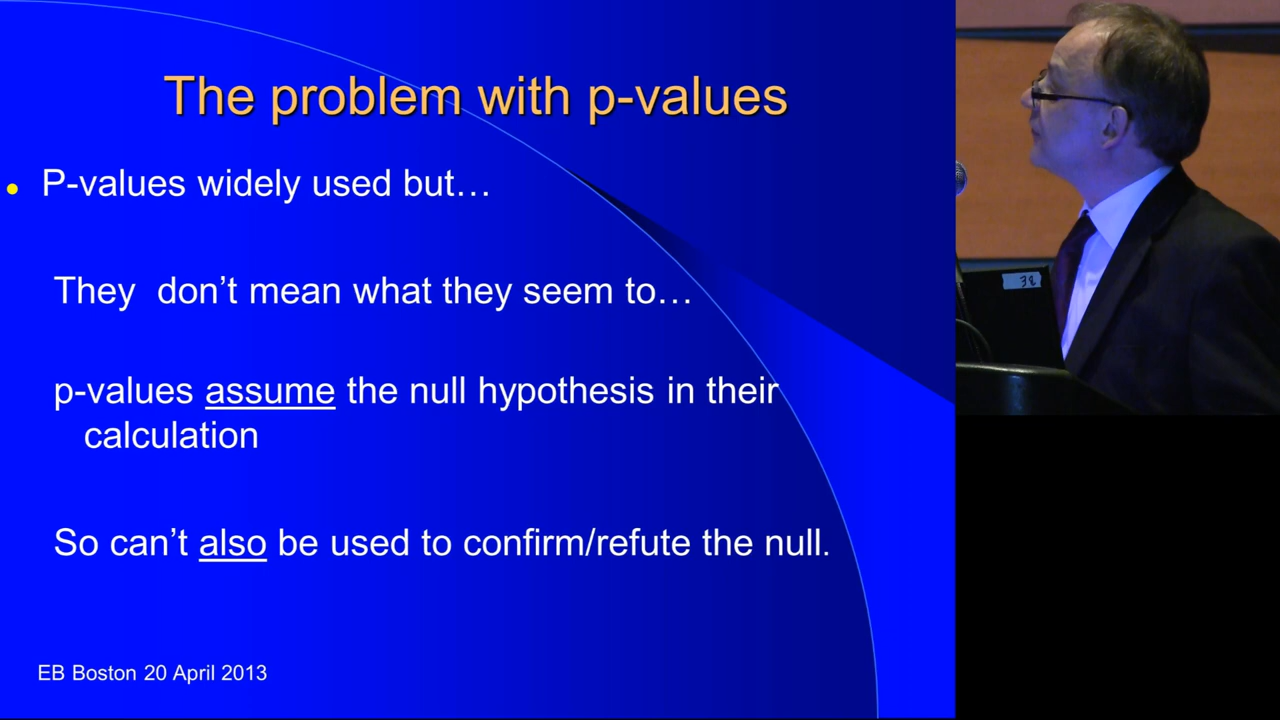 The problem with p-values
P-values widely used but…
They  don’t mean what they seem to…
p-values assume the null hypothesis in their
calculation
So can’t also be used to confirm/refute the null.
EB Boston 20 April 2013
38